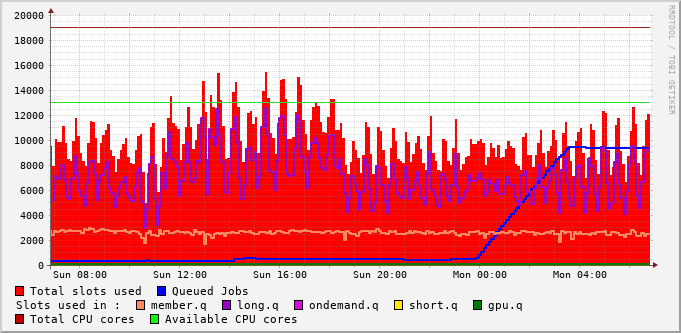 RRDTOOL / TOBI OETIKER
20000
18000
16000
14000
12000
10000
8000
6000
4000
2000
0
Sun 08:00 Sun 12:00 Sun 16:00 Sun 20:00 Mon 00:00 Mon 04:00
Total slots used Queued Jobs
Slots used in : member.q long.q ondemand.q short.q gpu.q
Total CPU cores Available CPU cores